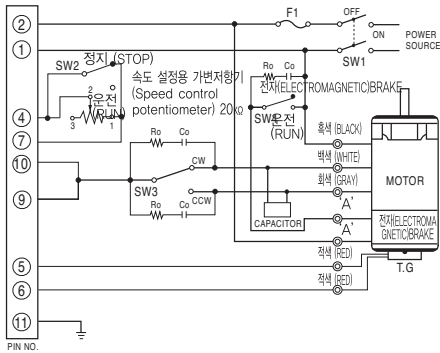 ②
F1
OFF
ON
POWER
SOURCE
①
SW1
정지 (STOP)
SW2
속도 설정용 가변저항기
(Speed control
potentiometer) 20kΩ
Ro
Co
전자(ELECTROMAGNETIC)BRAKE
④
2
운전
(RUN)
3
1
SW4
운전
(RUN)
⑦
흑색 (BLACK)
⑩
Ro
Co
CW
백색 (WHITE)
SW3
회색 (GRAY)
MOTOR
⑨
CCW
Ro
Co
CAPACITOR
'A'
'A'
전자(ELECTROMA
GNETIC)BRAKE
적색 (RED)
⑤
적색 (RED)
T.G
⑥
⑪
PIN NO.